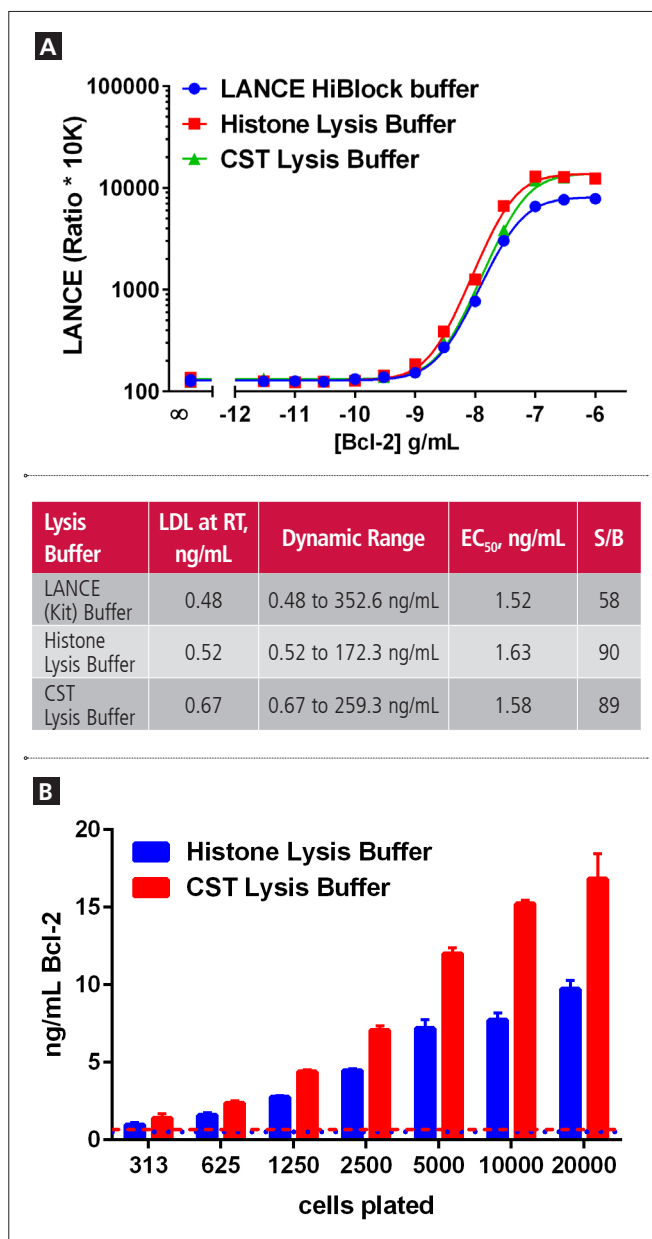 A
LANCE HiBlock buffer
Histone Lysis Buffer
CST Lysis Buffer
LANCE (Ratio * 10K)
100000
10000
1000
100
∞ -12 -11 -10 -9 -8 -7 -6
[Bcl-2] g/mL
Lysis Buffer | LDL at RT, ng/mL | Dynamic Range | EC50, ng/mL | S/B
LANCE (Kit) Buffer | 0.48 | 0.48 to 352.6 ng/mL | 1.52 | 58
Histone Lysis Buffer | 0.52 | 0.52 to 172.3 ng/mL | 1.63 | 90
CST Lysis Buffer | 0.67 | 0.67 to 259.3 ng/mL | 1.58 | 89
B
Histone Lysis Buffer
CST Lysis Buffer
ng/mL Bcl-2
20
15
10
5
0
313 625 1250 2500 5000 10000 20000
cells plated